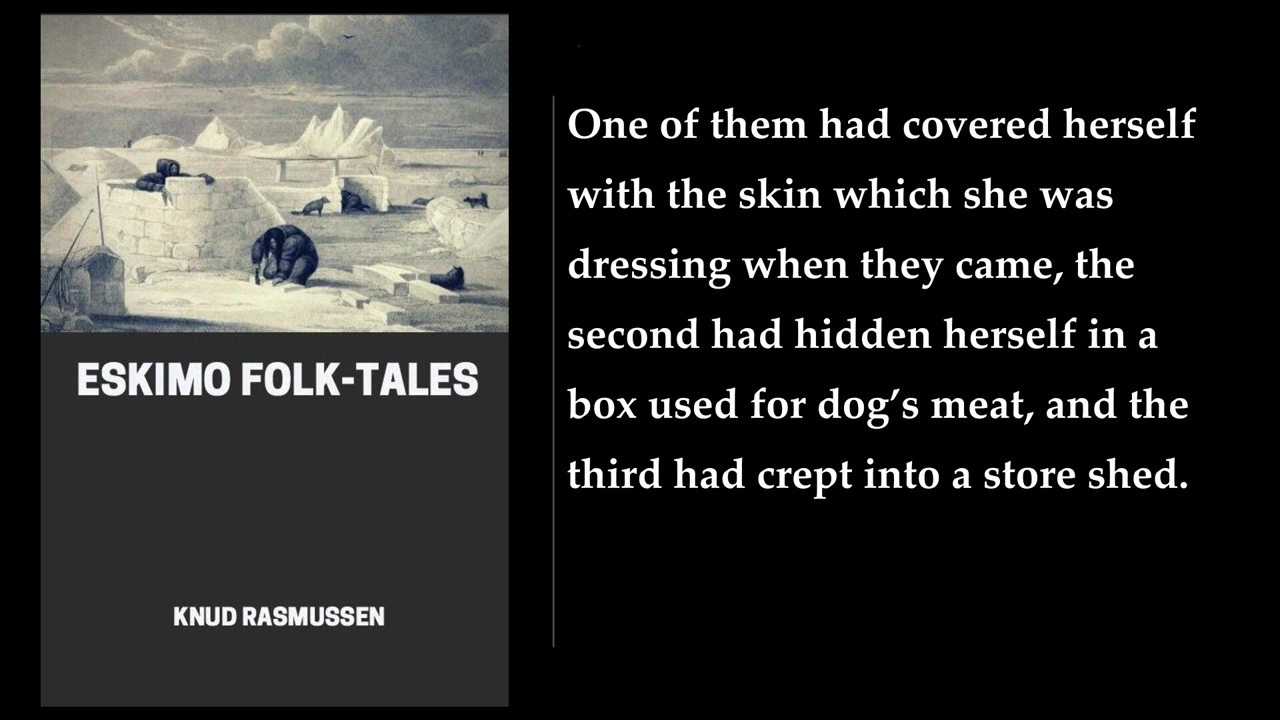 ESKIMO FOLK-TALES
KNUD RASMUSSEN
One of them had covered herself
with the skin which she was
dressing when they came, the
second had hidden herself in a
box used for dog’s meat, and the
third had crept into a store shed.